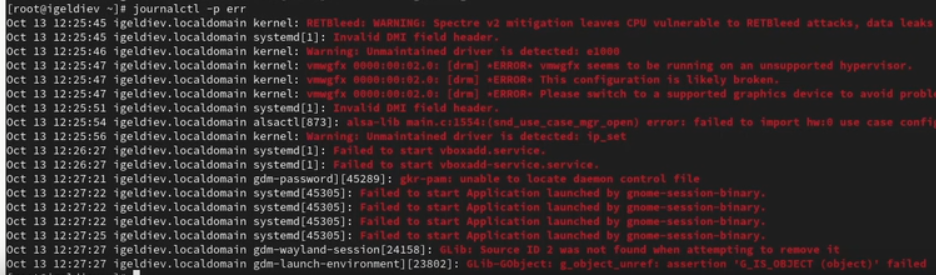 [root@igeldiev ~]# journalctl -p err
Oct 13 12:25:45 igeldiev.localdomain kernel: RETBleed: WARNING: Spectre v2 mitigation leaves CPU vulnerable to RETBleed attacks, data leaks
Oct 13 12:25:45 igeldiev.localdomain systemd[1]: Invalid DMI field header.
Oct 13 12:25:46 igeldiev.localdomain kernel: Warning: Unmaintained driver is detected: e1000
Oct 13 12:25:47 igeldiev.localdomain kernel: vmwgfx 0000:00:02.0: [drm] *ERROR* vmwgfx seems to be running on an unsupported hypervisor.
Oct 13 12:25:47 igeldiev.localdomain kernel: vmwgfx 0000:00:02.0: [drm] *ERROR* This configuration is likely broken.
Oct 13 12:25:47 igeldiev.localdomain kernel: vmwgfx 0000:00:02.0: [drm] *ERROR* Please switch to a supported graphics device to avoid probl
Oct 13 12:25:51 igeldiev.localdomain systemd[1]: Invalid DMI field header.
Oct 13 12:25:54 igeldiev.localdomain alsactl[873]: alsa-lib main.c:1554:(snd_use_case_mgr_open) error: failed to import hw:0 use case confi
Oct 13 12:25:56 igeldiev.localdomain kernel: Warning: Unmaintained driver is detected: ip_set
Oct 13 12:26:27 igeldiev.localdomain systemd[1]: Failed to start vboxadd.service.
Oct 13 12:26:27 igeldiev.localdomain systemd[1]: Failed to start vboxadd-service.service.
Oct 13 12:27:21 igeldiev.localdomain gdm-password][45289]: gkr-pam: unable to locate daemon control file
Oct 13 12:27:22 igeldiev.localdomain systemd[45305]: Failed to start Application launched by gnome-session-binary.
Oct 13 12:27:22 igeldiev.localdomain systemd[45305]: Failed to start Application launched by gnome-session-binary.
Oct 13 12:27:22 igeldiev.localdomain systemd[45305]: Failed to start Application launched by gnome-session-binary.
Oct 13 12:27:25 igeldiev.localdomain systemd[45305]: Failed to start Application launched by gnome-session-binary.
Oct 13 12:27:27 igeldiev.localdomain gdm-wayland-session[24158]: GLib: Source ID 2 was not found when attempting to remove it
Oct 13 12:27:27 igeldiev.localdomain gdm-launch-environment][23802]: GLib-GObject: g_object_unref: assertion 'G_IS_OBJECT (object)' failed